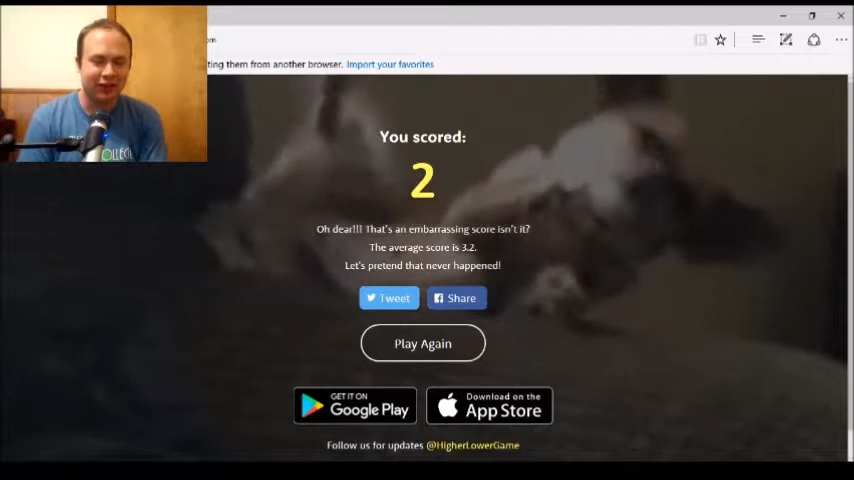 om
ting them from another browser. Import your favorites
You scored:
2
Oh dear!!! That's an embarrassing score isn't it?
The average score is 3.2.
Let's pretend that never happened!
Tweet Share
Play Again
GET IT ON
Google Play
Download on the
App Store
Follow us for updates @HigherLowerGame